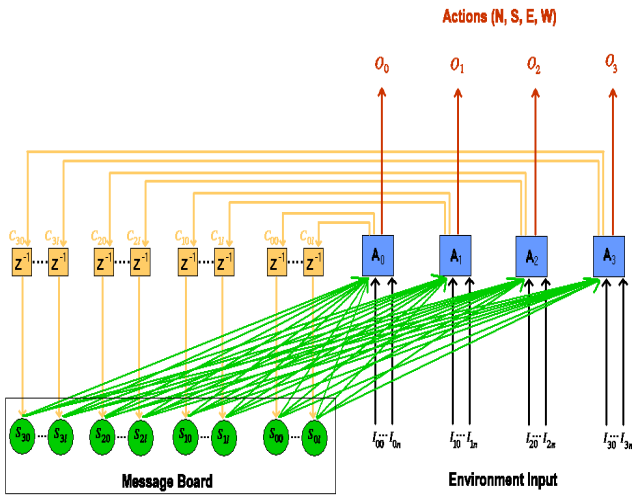 Actions (N, S, E, W)
O0 O1 O2 O3
C30 C3l C20 C2l C10 C1l C00 C0l
Z-1 ... Z-1 Z-1 ... Z-1 Z-1 ... Z-1 Z-1 ... Z-1 A0 A1 A2 A3
S30 ... S3l S20 ... S2l S10 ... S1l S00 ... S0l I00 ... I0n I10 ... I1n I20 ... I2n I30 ... I3n
Message Board Environment Input